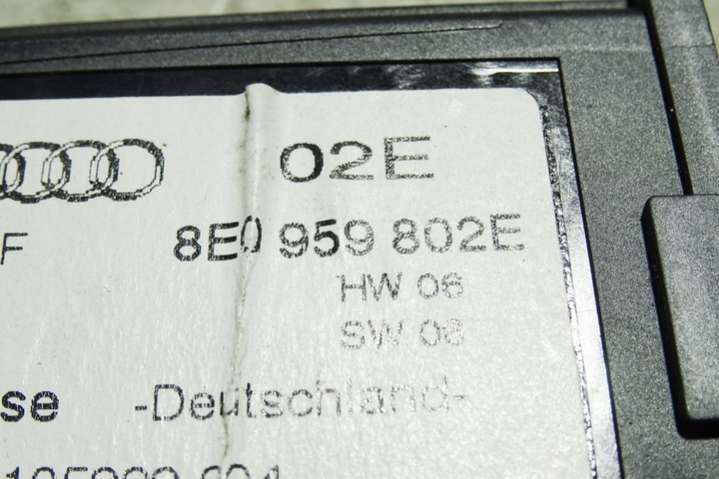 02E
F 8E0 959 802E
HW 06
SW 08
se -Deutschland-